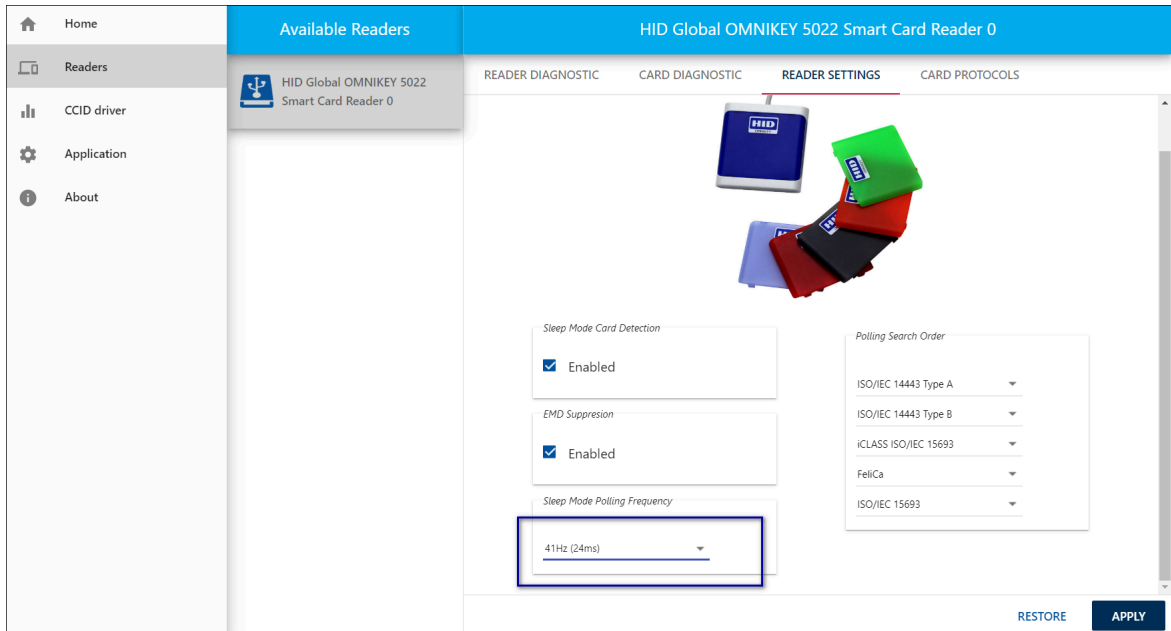 Home
Readers
CCID driver
Application
About
Available Readers
HID Global OMNIKEY 5022
Smart Card Reader 0
HID Global OMNIKEY 5022 Smart Card Reader 0
READER DIAGNOSTIC
CARD DIAGNOSTIC
READER SETTINGS
CARD PROTOCOLS
HID
HID
Sleep Mode Card Detection
Enabled
EMD Suppresion
Enabled
Sleep Mode Polling Frequency
41Hz (24ms)
Polling Search Order
ISO/IEC 14443 Type A
ISO/IEC 14443 Type B
iCLASS ISO/IEC 15693
FeliCa
ISO/IEC 15693
RESTORE
APPLY